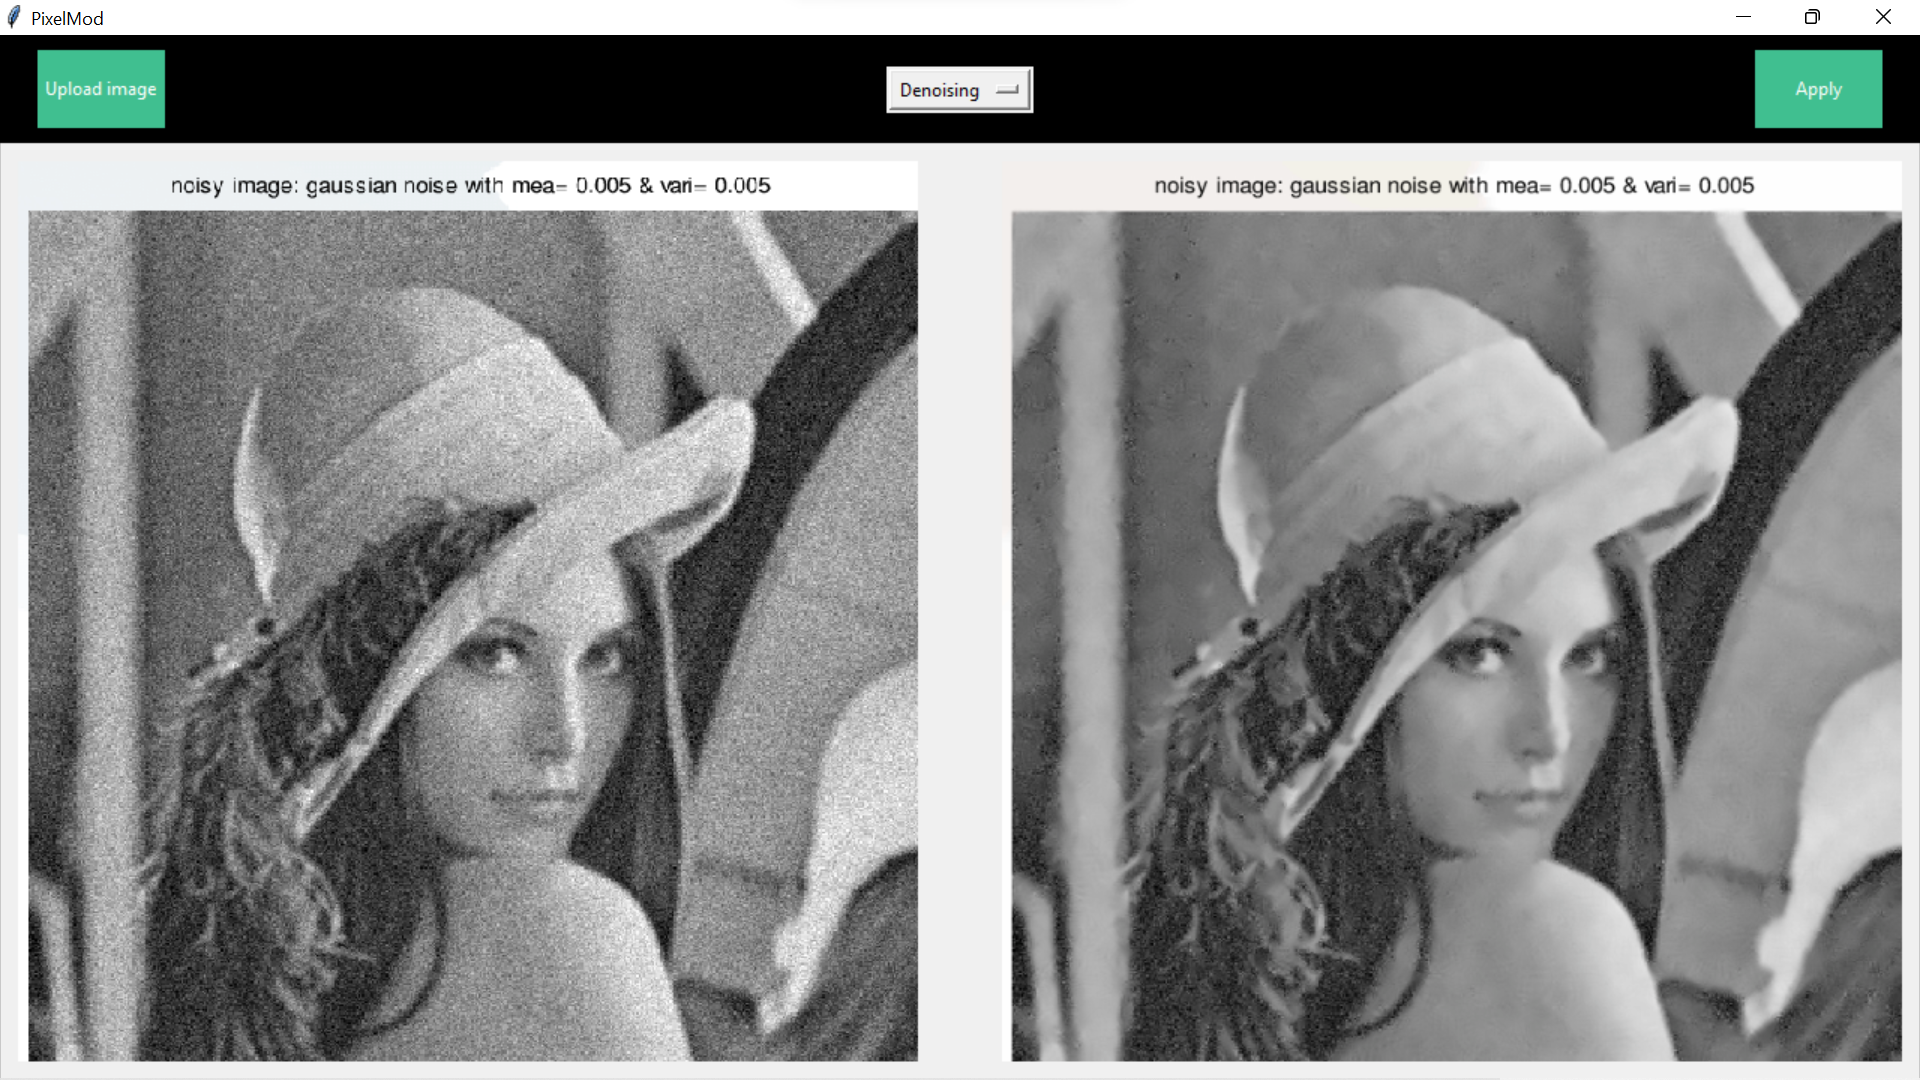 PixelMod
Upload image
Denoising
Apply
noisy image: gaussian noise with mea= 0.005 & vari= 0.005
noisy image: gaussian noise with mea= 0.005 & vari= 0.005